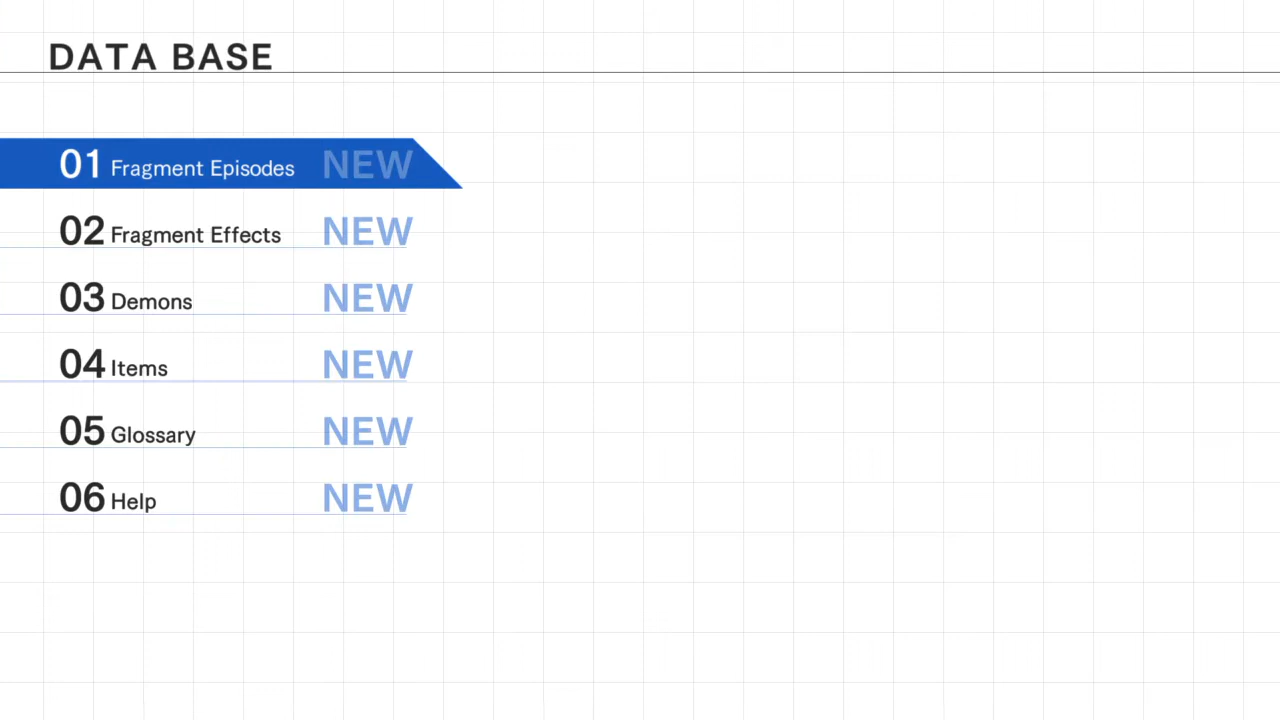 DATA BASE
01 Fragment Episodes NEW
02 Fragment Effects NEW
03 Demons NEW
04 Items NEW
05 Glossary NEW
06 Help NEW